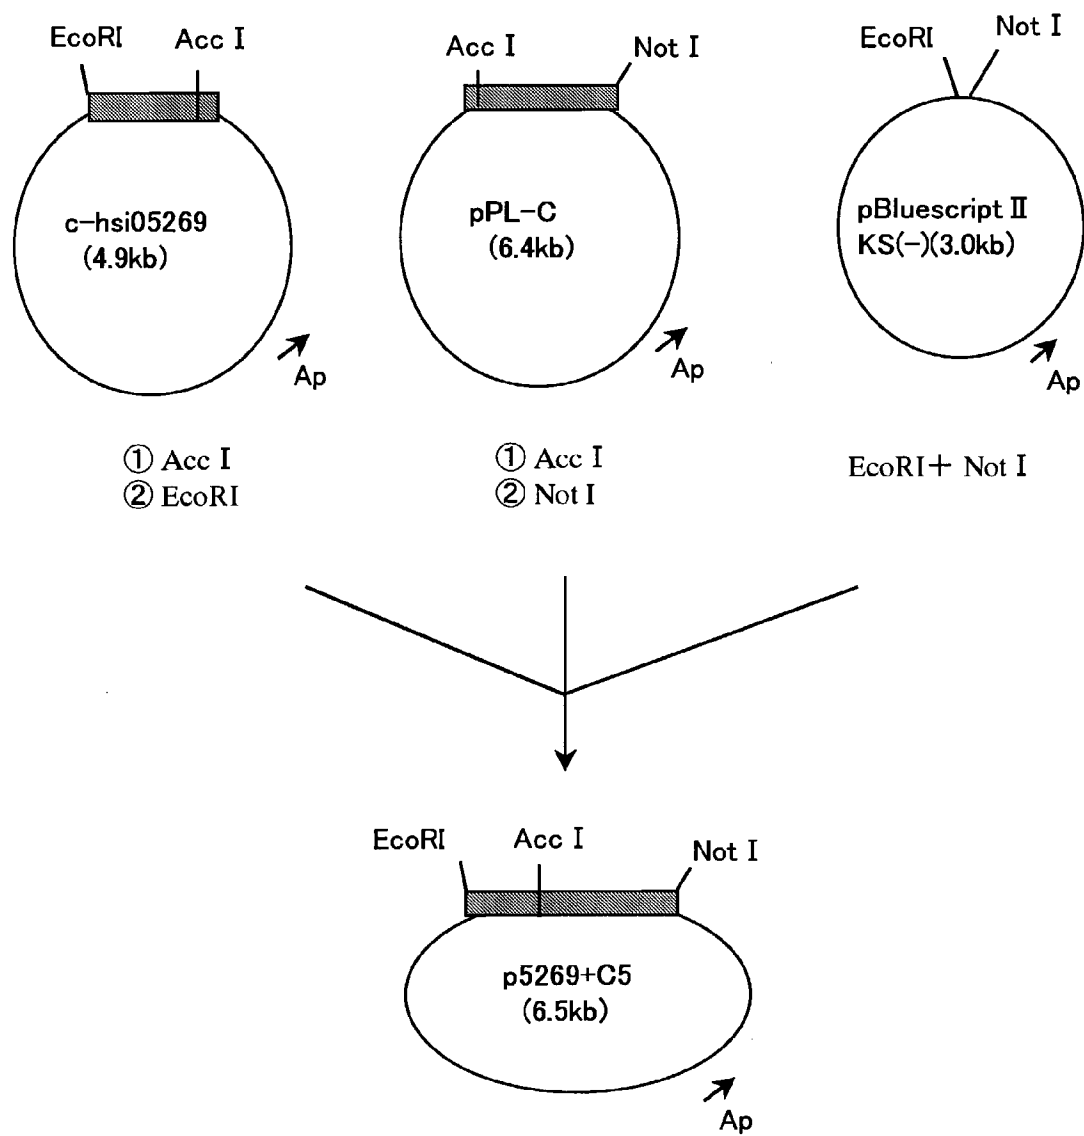 EcoRI Acc I
c-hsi05269
(4.9kb)
Ap
① Acc I
② EcoRI
Acc I Not I
pPL-C
(6.4kb)
Ap
① Acc I
② Not I
EcoRI Not I
pBluescript II
KS(-)(3.0kb)
Ap
EcoRI+ Not I
EcoRI Acc I Not I
p5269+C5
(6.5kb)
Ap